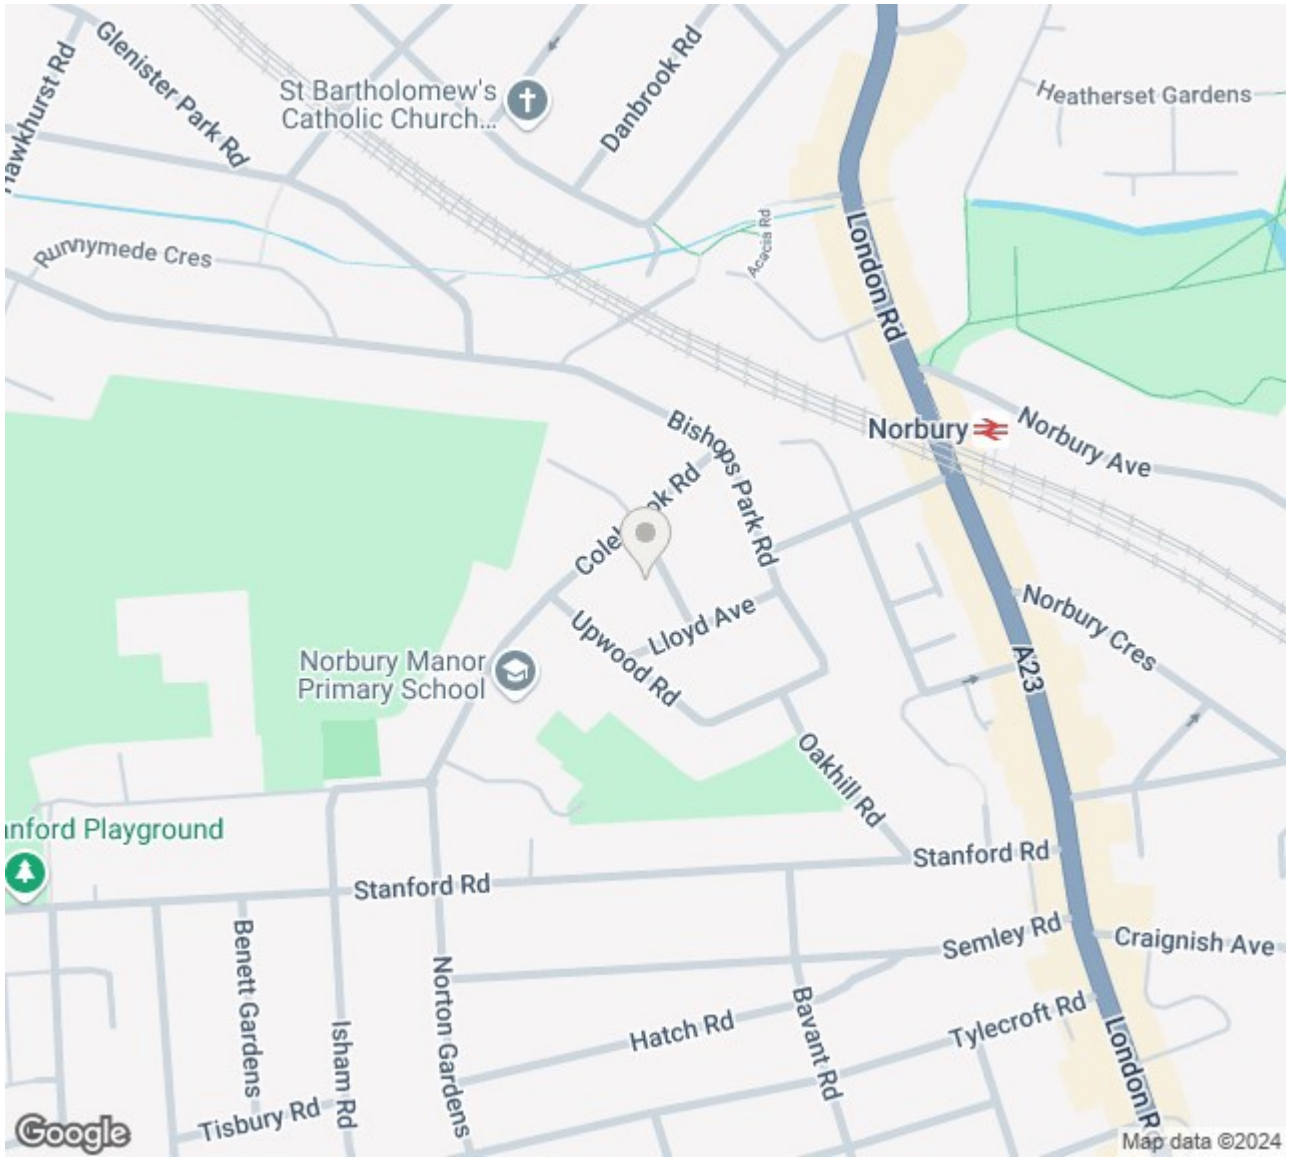 Hawkhurst Rd
Glenister Park Rd
St Bartholomew's
Catholic Church...
Danbrook Rd
Heatherset Gardens
Runnymede Cres
Acacia Rd
London Rd
Norbury
Norbury Ave
Bishops Park Rd
Colebrook Rd
Lloyd Ave
Upwood Rd
Norbury Manor
Primary School
Norbury Cres
A23
Oakhill Rd
anford Playground
Stanford Rd
Stanford Rd
Semley Rd
Craignish Ave
Benett Gardens
Norton Gardens
Isham Rd
Hatch Rd
Bavant Rd
Tylecroft Rd
London R
Tisbury Rd
Google
Map data ©2024